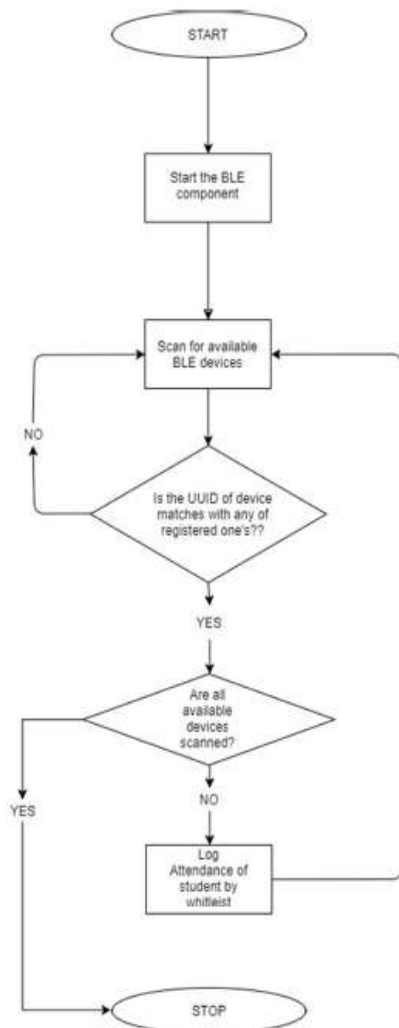 START
Start the BLE
component
Scan for available
BLE devices
NO
Is the UUID of device
matches with any of
registered one's??
YES
Are all
available
devices
scanned?
YES
NO
Log
Attendance of
student by
whitleist
STOP